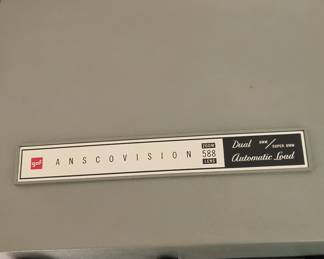 gaf ANSCOVISION
ZOOM
588
LENS
Dual 8MM/SUPER 8MM
Automatic Load